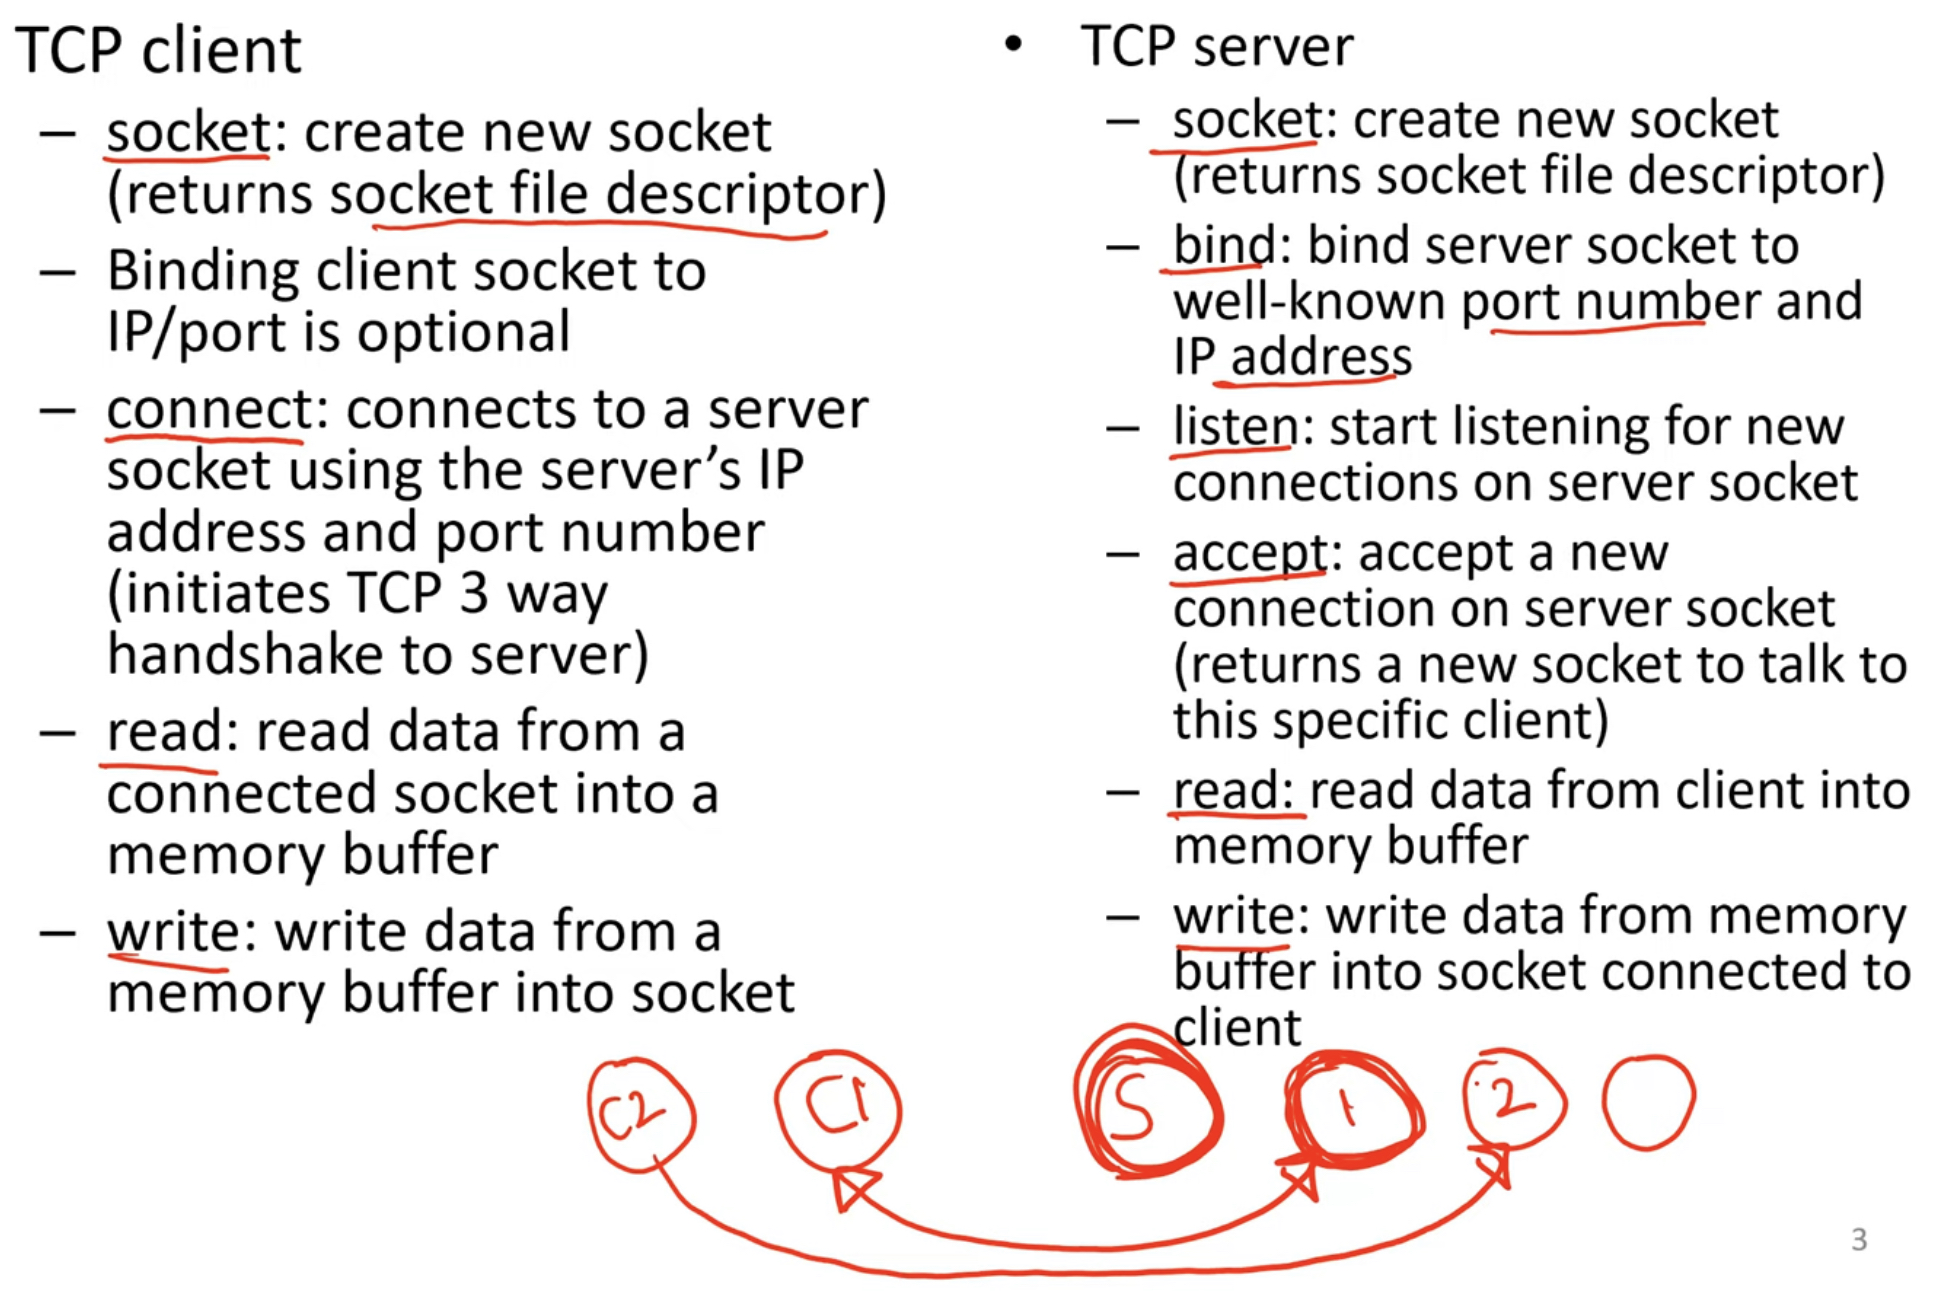 TCP client
– socket: create new socket
(returns socket file descriptor)
– Binding client socket to
IP/port is optional
– connect: connects to a server
socket using the server’s IP
address and port number
(initiates TCP 3 way
handshake to server)
– read: read data from a
connected socket into a
memory buffer
– write: write data from a
memory buffer into socket
• TCP server
– socket: create new socket
(returns socket file descriptor)
– bind: bind server socket to
well-known port number and
IP address
– listen: start listening for new
connections on server socket
– accept: accept a new
connection on server socket
(returns a new socket to talk to
this specific client)
– read: read data from client into
memory buffer
– write: write data from memory
buffer into socket connected to
client
C2 C1 S 1 2
3